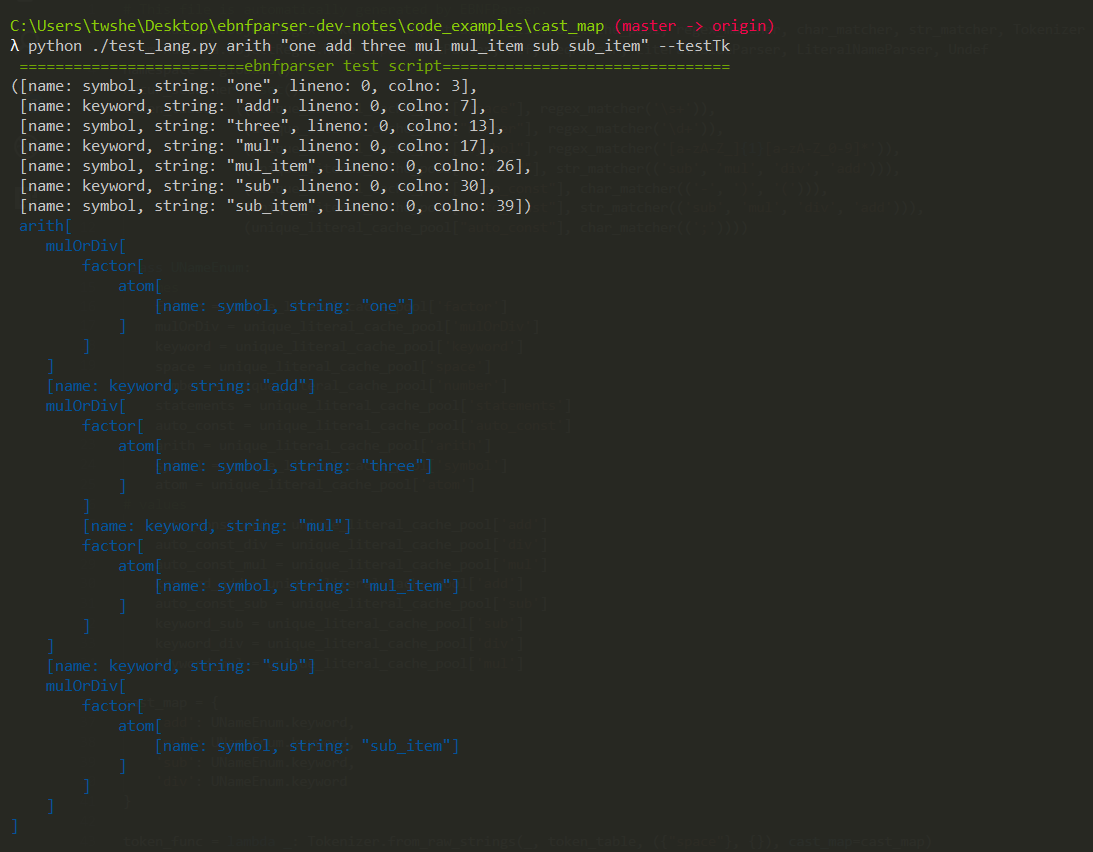 C:\Users\twshe\Desktop\ebnfparser-dev-notes\code_examples\cast_map (master -> origin)
λ python ./test_lang.py arith "one add three mul mul_item sub sub_item" --testTk
=========================ebnfparser test script================================
([name: symbol, string: "one", lineno: 0, colno: 3],
 [name: keyword, string: "add", lineno: 0, colno: 7],
 [name: symbol, string: "three", lineno: 0, colno: 13],
 [name: keyword, string: "mul", lineno: 0, colno: 17],
 [name: symbol, string: "mul_item", lineno: 0, colno: 26],
 [name: keyword, string: "sub", lineno: 0, colno: 30],
 [name: symbol, string: "sub_item", lineno: 0, colno: 39])
 arith[
    mulOrDiv[
        factor[
            atom[
                [name: symbol, string: "one"]
            ]
        ]
    ]
    [name: keyword, string: "add"]
    mulOrDiv[
        factor[
            atom[
                [name: symbol, string: "three"]
            ]
        ]
        [name: keyword, string: "mul"]
        factor[
            atom[
                [name: symbol, string: "mul_item"]
            ]
        ]
    ]
    [name: keyword, string: "sub"]
    mulOrDiv[
        factor[
            atom[
                [name: symbol, string: "sub_item"]
            ]
        ]
    ]
]